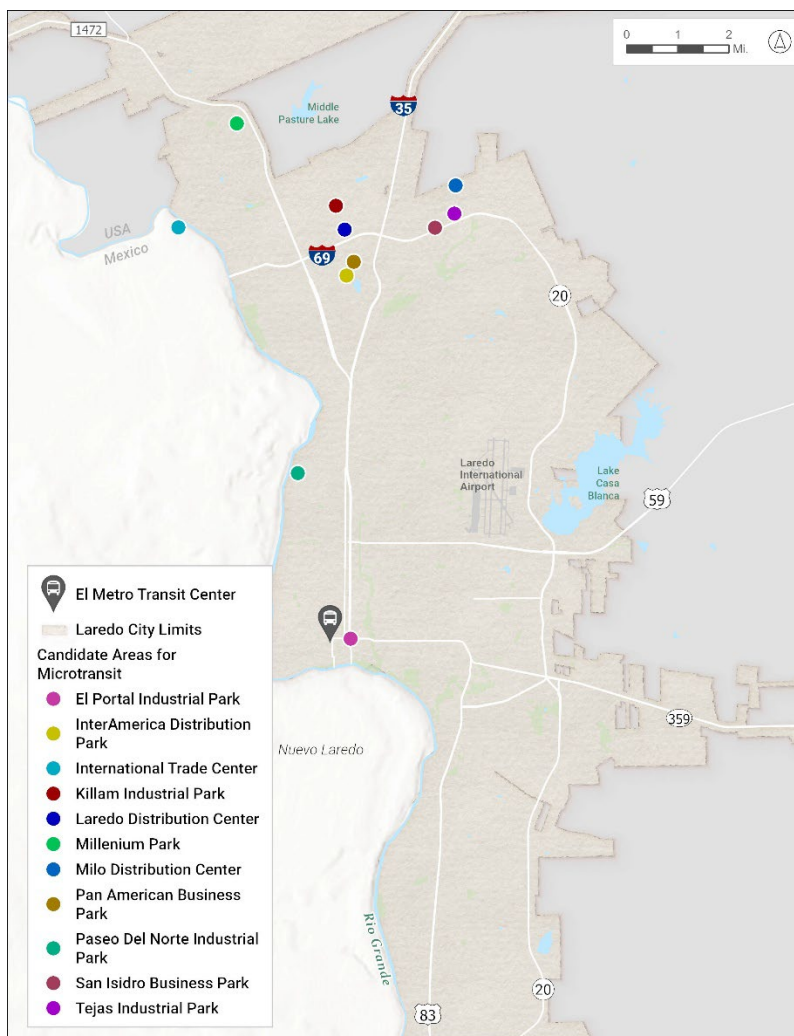 1472
0 1 2
Mi.
Middle
Pasture Lake
35
USA
Mexico
69
20
Laredo
International
Airport
Lake
Casa
Blanca
59
El Metro Transit Center
Laredo City Limits
Candidate Areas for
Microtransit
El Portal Industrial Park
InterAmerica Distribution
Park
International Trade Center
Killam Industrial Park
Laredo Distribution Center
Millenium Park
Milo Distribution Center
Pan American Business
Park
Paseo Del Norte Industrial
Park
San Isidro Business Park
Tejas Industrial Park
359
Nuevo Laredo
Rio Grande
20
83